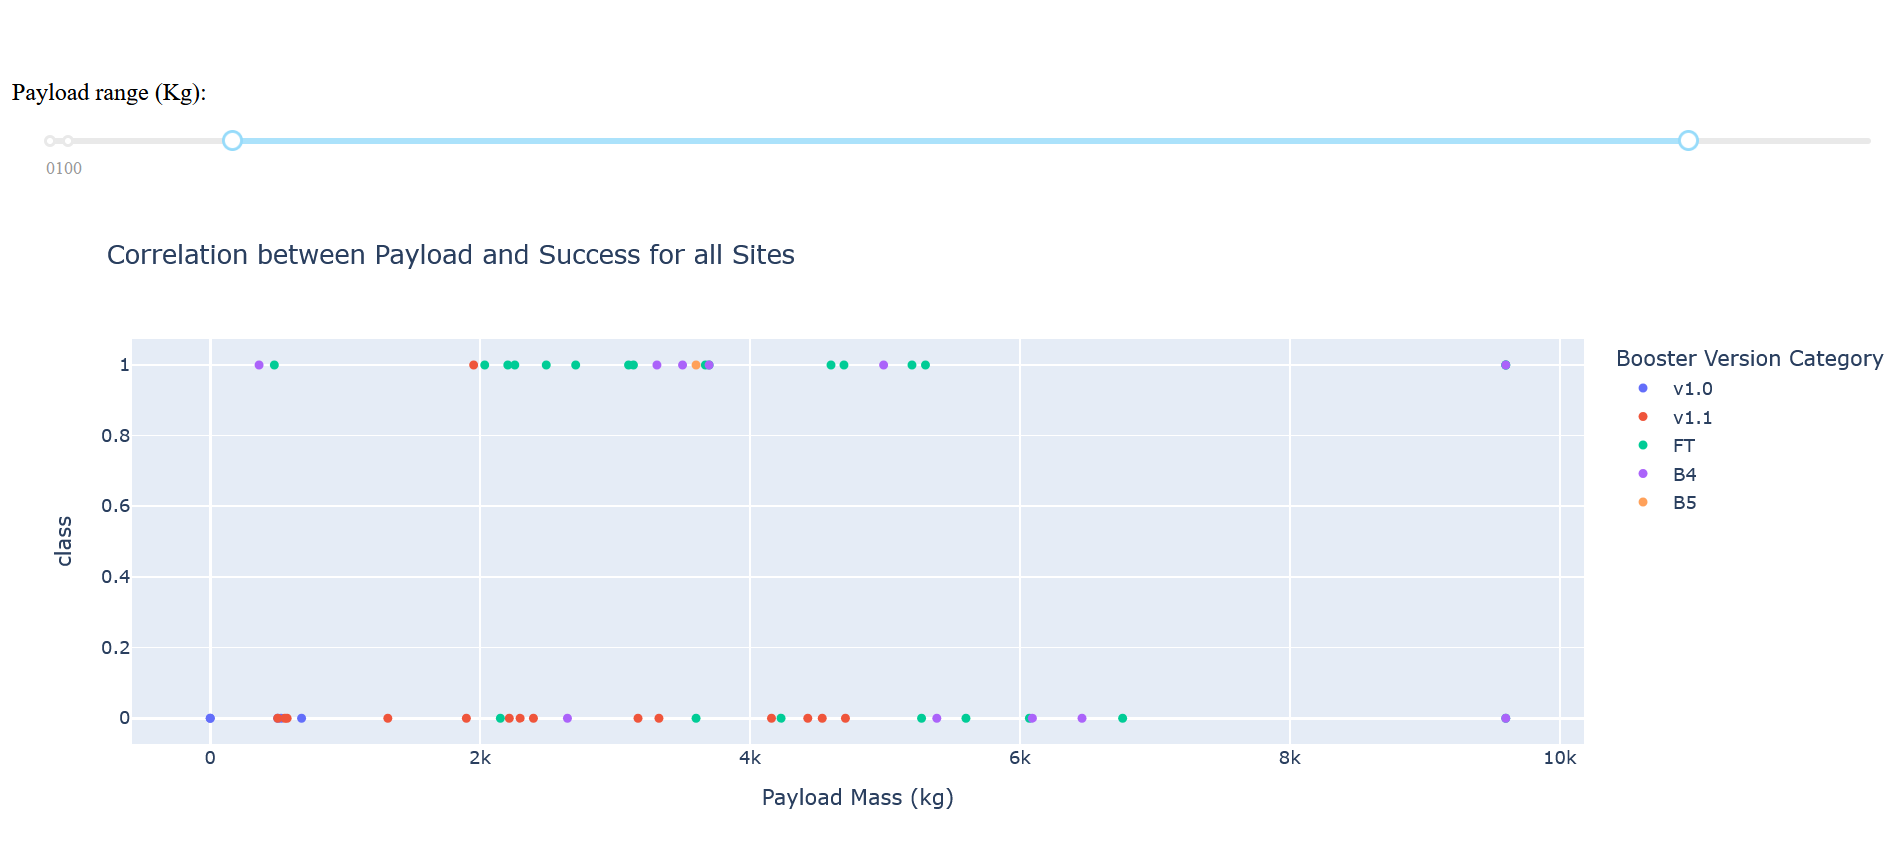 Payload range (Kg):
0100
Correlation between Payload and Success for all Sites
1
0.8
0.6
0.4
0.2
0
class
0 2k 4k 6k 8k 10k
Payload Mass (kg)
Booster Version Category
v1.0
v1.1
FT
B4
B5